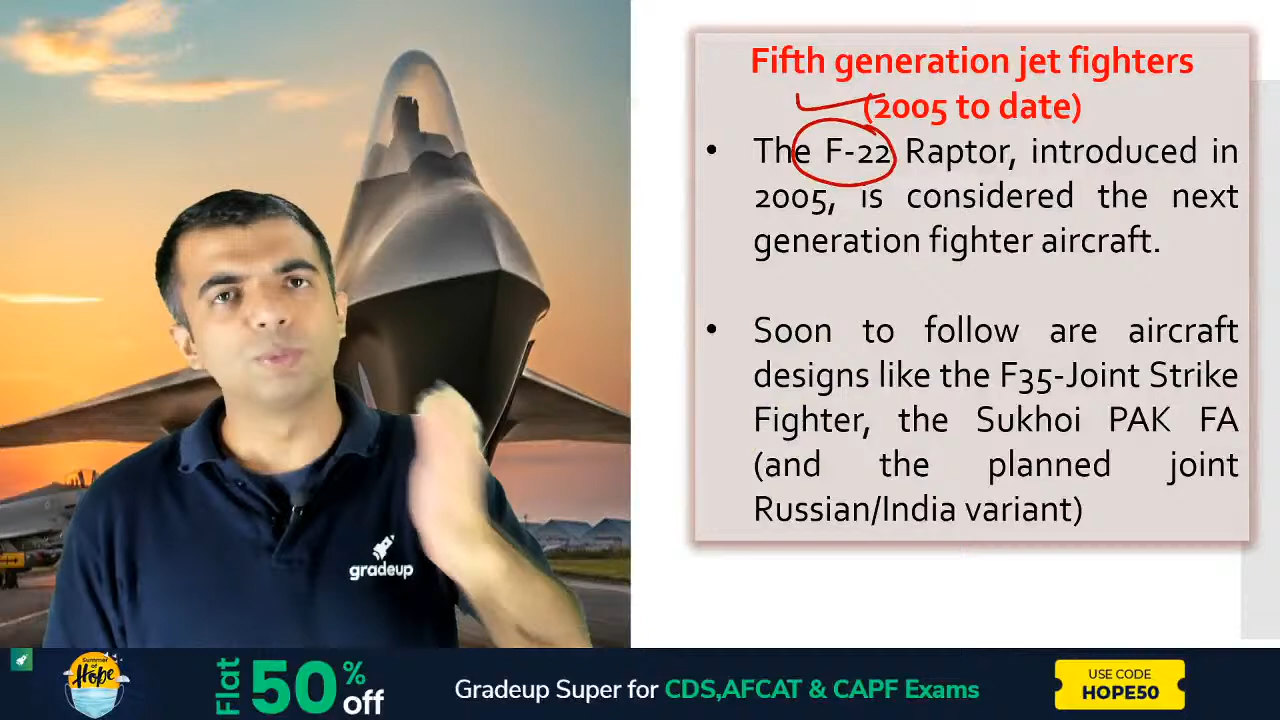 Fifth generation jet fighters
(2005 to date)
• The F-22 Raptor, introduced in
2005, is considered the next
generation fighter aircraft.
• Soon to follow are aircraft
designs like the F35-Joint Strike
Fighter, the Sukhoi PAK FA
(and the planned joint
Russian/India variant)
gradeup
Summer
of
Hope
Flat
50%
off
Gradeup Super for CDS,AFCAT & CAPF Exams
USE CODE
HOPE50